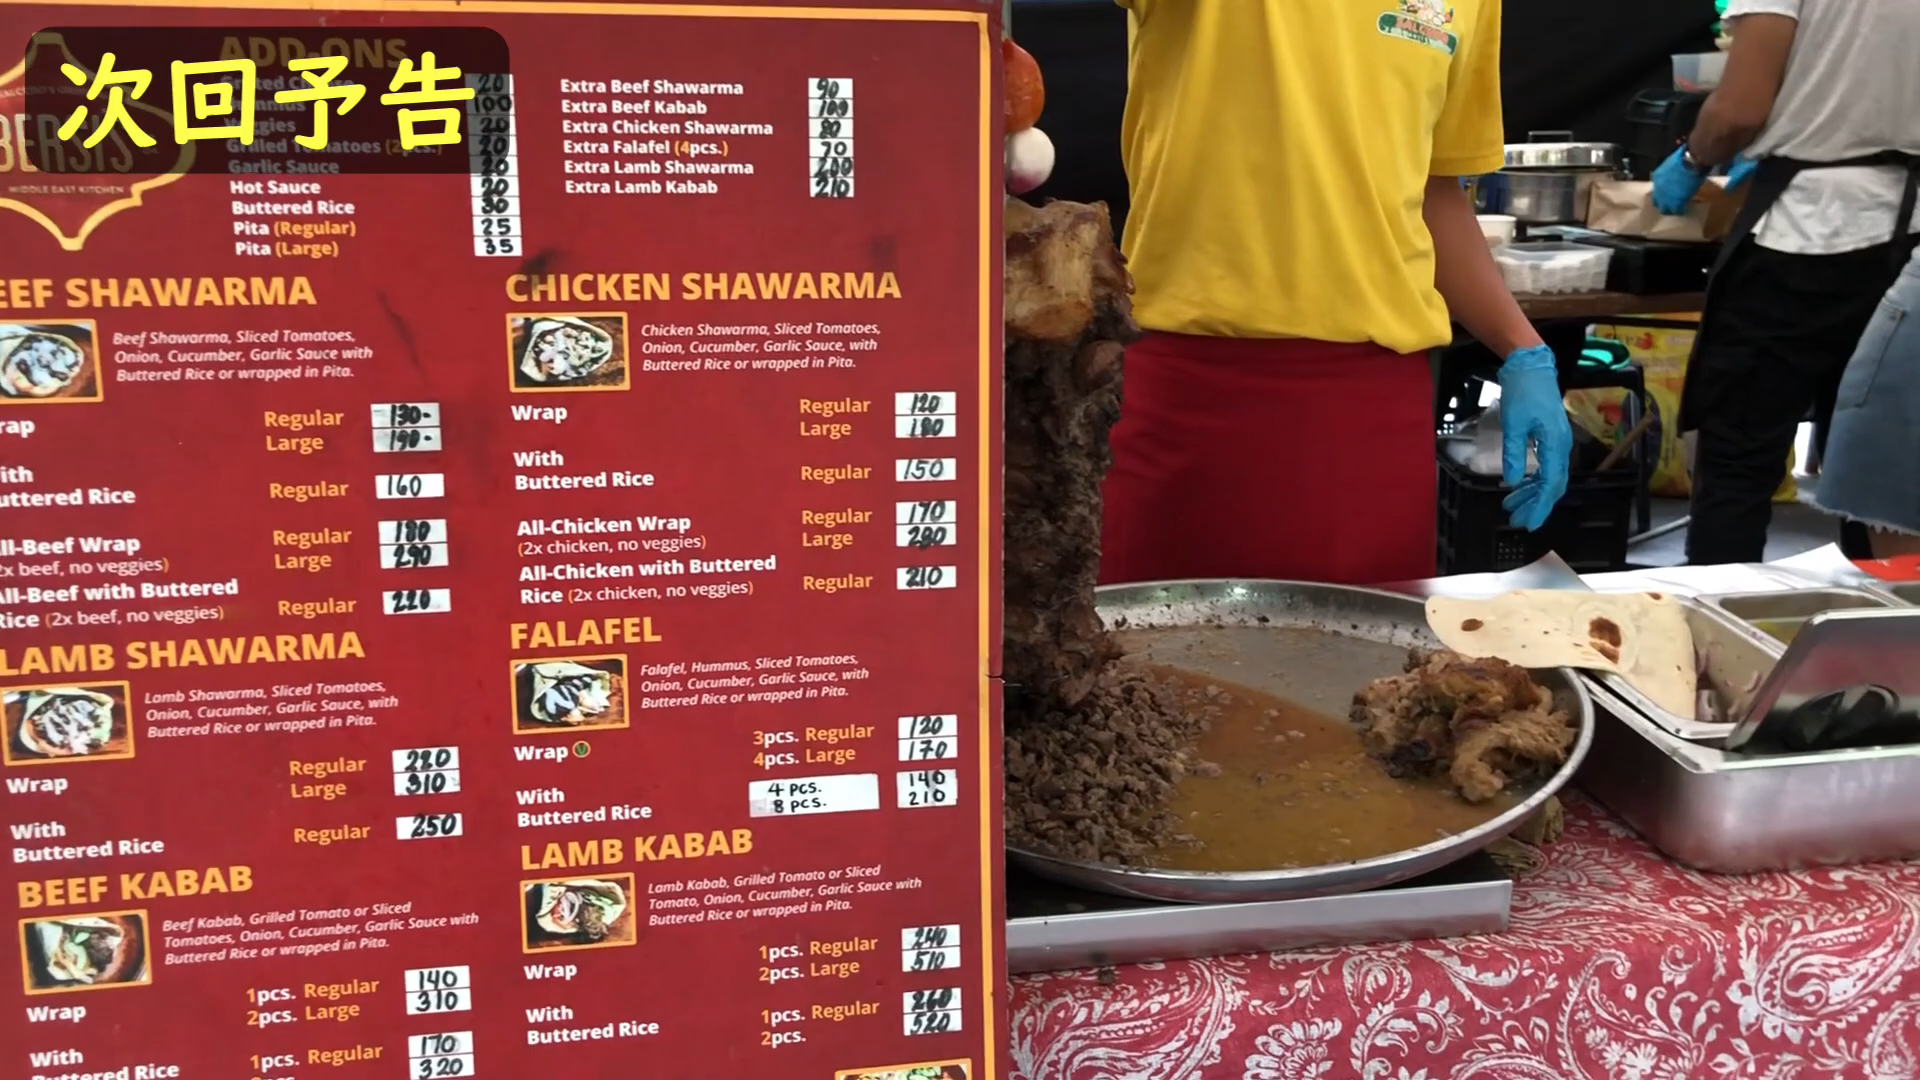 次回予告
ADD-ONS
Garlic Sauce 20
Hot Sauce 20
Buttered Rice 30
Pita (Regular) 25
Pita (Large) 35
Extra Beef Shawarma 90
Extra Beef Kabab
Extra Chicken Shawarma 80
Extra Falafel (4pcs.) 70
Extra Lamb Shawarma 200
Extra Lamb Kabab 210
MIDDLE EAST KITCHEN
EEF SHAWARMA
Beef Shawarma, Sliced Tomatoes,
Onion, Cucumber, Garlic Sauce with
Buttered Rice or wrapped in Pita.
rap Regular 130-
Large 190-
ith
uttered Rice Regular 160
ll-Beef Wrap Regular 180
2x beef, no veggies) Large 290
All-Beef with Buttered
Rice (2x beef, no veggies) Regular 220
LAMB SHAWARMA
Lamb Shawarma, Sliced Tomatoes,
Onion, Cucumber, Garlic Sauce, with
Buttered Rice or wrapped in Pita.
Wrap Regular 220
Large 310
With
Buttered Rice Regular 250
BEEF KABAB
Beef Kabab, Grilled Tomato or Sliced
Tomatoes, Onion, Cucumber, Garlic Sauce with
Buttered Rice or wrapped in Pita.
Wrap 1pcs. Regular 140
2pcs. Large 310
With 1pcs. Regular 170
Buttered Rice 320
CHICKEN SHAWARMA
Chicken Shawarma, Sliced Tomatoes,
Onion, Cucumber, Garlic Sauce, with
Buttered Rice or wrapped in Pita.
Wrap Regular 120
Large 180
With
Buttered Rice Regular 150
All-Chicken Wrap Regular 170
(2x chicken, no veggies) Large 280
All-Chicken with Buttered
Rice (2x chicken, no veggies) Regular 210
FALAFEL
Falafel, Hummus, Sliced Tomatoes,
Onion, Cucumber, Garlic Sauce, with
Buttered Rice or wrapped in Pita.
Wrap V 3pcs. Regular 120
4pcs. Large 170
With 4 PCS. 140
Buttered Rice 8 PCS. 210
LAMB KABAB
Lamb Kabab, Grilled Tomato or Sliced
Tomato, Onion, Cucumber, Garlic Sauce with
Buttered Rice or wrapped in Pita.
Wrap 1pcs. Regular 240
2pcs. Large 510
With 1pcs. Regular 260
Buttered Rice 2pcs. 520